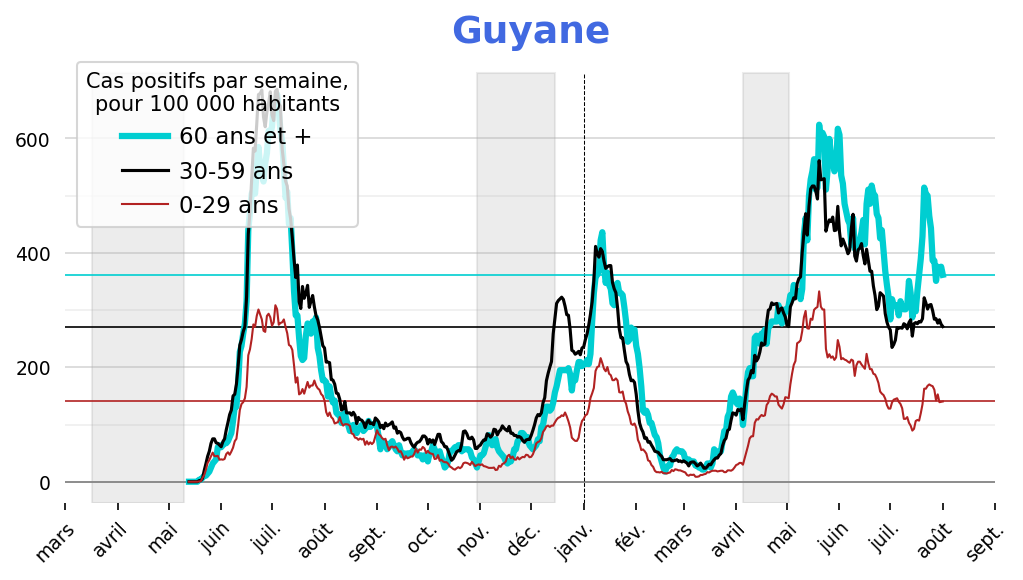 Guyane
Cas positifs par semaine,
pour 100 000 habitants
60 ans et +
30-59 ans
0-29 ans
600
400
200
0
mars
avril
mai
juin
juil.
août
sept.
oct.
nov.
déc.
janv.
fév.
mars
avril
mai
juin
juil.
août
sept.